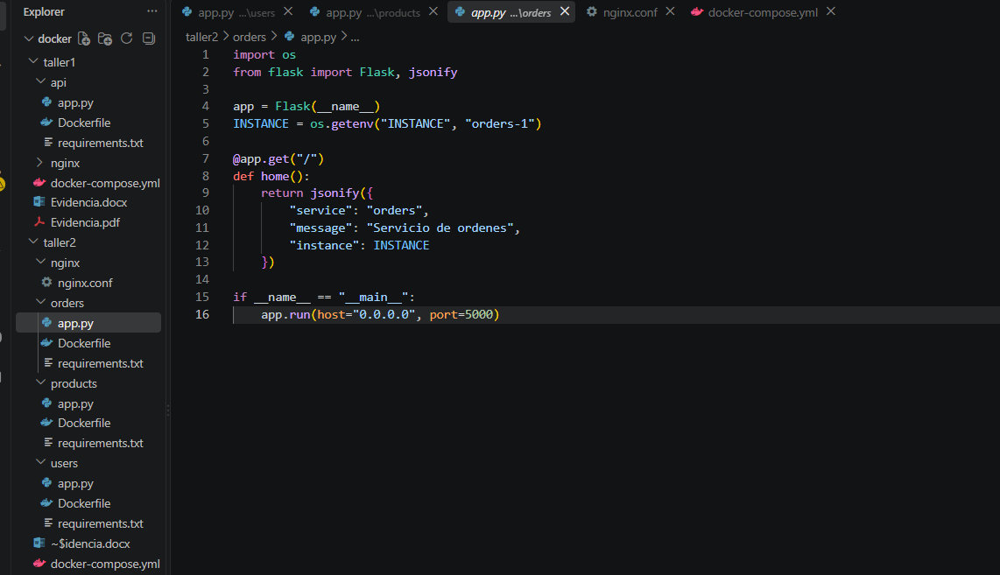 Explorer ...
docker
taller1
api
app.py
Dockerfile
requirements.txt
nginx
docker-compose.yml
Evidencia.docx
Evidencia.pdf
taller2
nginx
nginx.conf
orders
app.py
Dockerfile
requirements.txt
products
app.py
Dockerfile
requirements.txt
users
app.py
Dockerfile
requirements.txt
~$idencia.docx
docker-compose.yml
app.py ...\users app.py ...\products app.py ...\orders nginx.conf docker-compose.yml
taller2 > orders > app.py > ...
1 import os
2 from flask import Flask, jsonify
3
4 app = Flask(__name__)
5 INSTANCE = os.getenv("INSTANCE", "orders-1")
6
7 @app.get("/")
8 def home():
9     return jsonify({
10         "service": "orders",
11         "message": "Servicio de ordenes",
12         "instance": INSTANCE
13     })
14
15 if __name__ == "__main__":
16     app.run(host="0.0.0.0", port=5000)